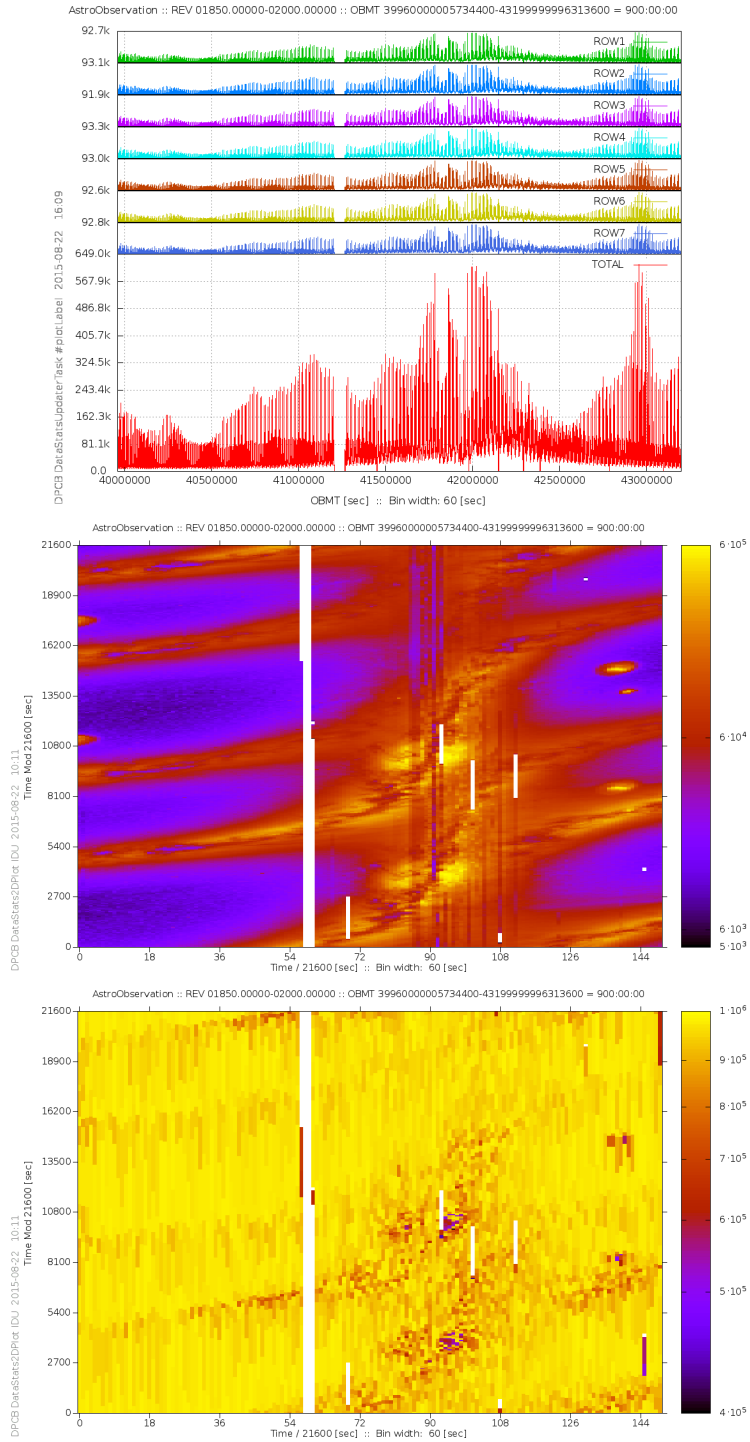 AstroObservation :: REV 01850.00000-02000.00000 :: OBMT 39960000005734400-43199999996313600 = 900:00:00
92.7k
ROW1
93.1k
ROW2
91.9k
ROW3
93.3k
ROW4
93.0k
ROW5
92.6k
ROW6
92.8k
ROW7
649.0k
TOTAL
567.9k
486.8k
405.7k
324.5k
243.4k
162.3k
81.1k
0.0
40000000 40500000 41000000 41500000 42000000 42500000 43000000
OBMT [sec] :: Bin width: 60 [sec]
DPCB DataStatsUpdaterTask #plotLabel 2015-08-22 16:09
AstroObservation :: REV 01850.00000-02000.00000 :: OBMT 39960000005734400-43199999996313600 = 900:00:00
21600
18900
16200
13500
10800
8100
5400
2700
0
0 18 36 54 72 90 108 126 144
Time / 21600 [sec] :: Bin width: 60 [sec]
Time Mod 21600 [sec]
DPCB DataStats2DPlot IDU 2015-08-22 10:11
6·10⁵
6·10⁴
6·10³
5·10³
AstroObservation :: REV 01850.00000-02000.00000 :: OBMT 39960000005734400-43199999996313600 = 900:00:00
21600
18900
16200
13500
10800
8100
5400
2700
0
0 18 36 54 72 90 108 126 144
Time / 21600 [sec] :: Bin width: 60 [sec]
Time Mod 21600 [sec]
DPCB DataStats2DPlot IDU 2015-08-22 10:11
1·10⁶
9·10⁵
8·10⁵
7·10⁵
6·10⁵
5·10⁵
4·10⁵